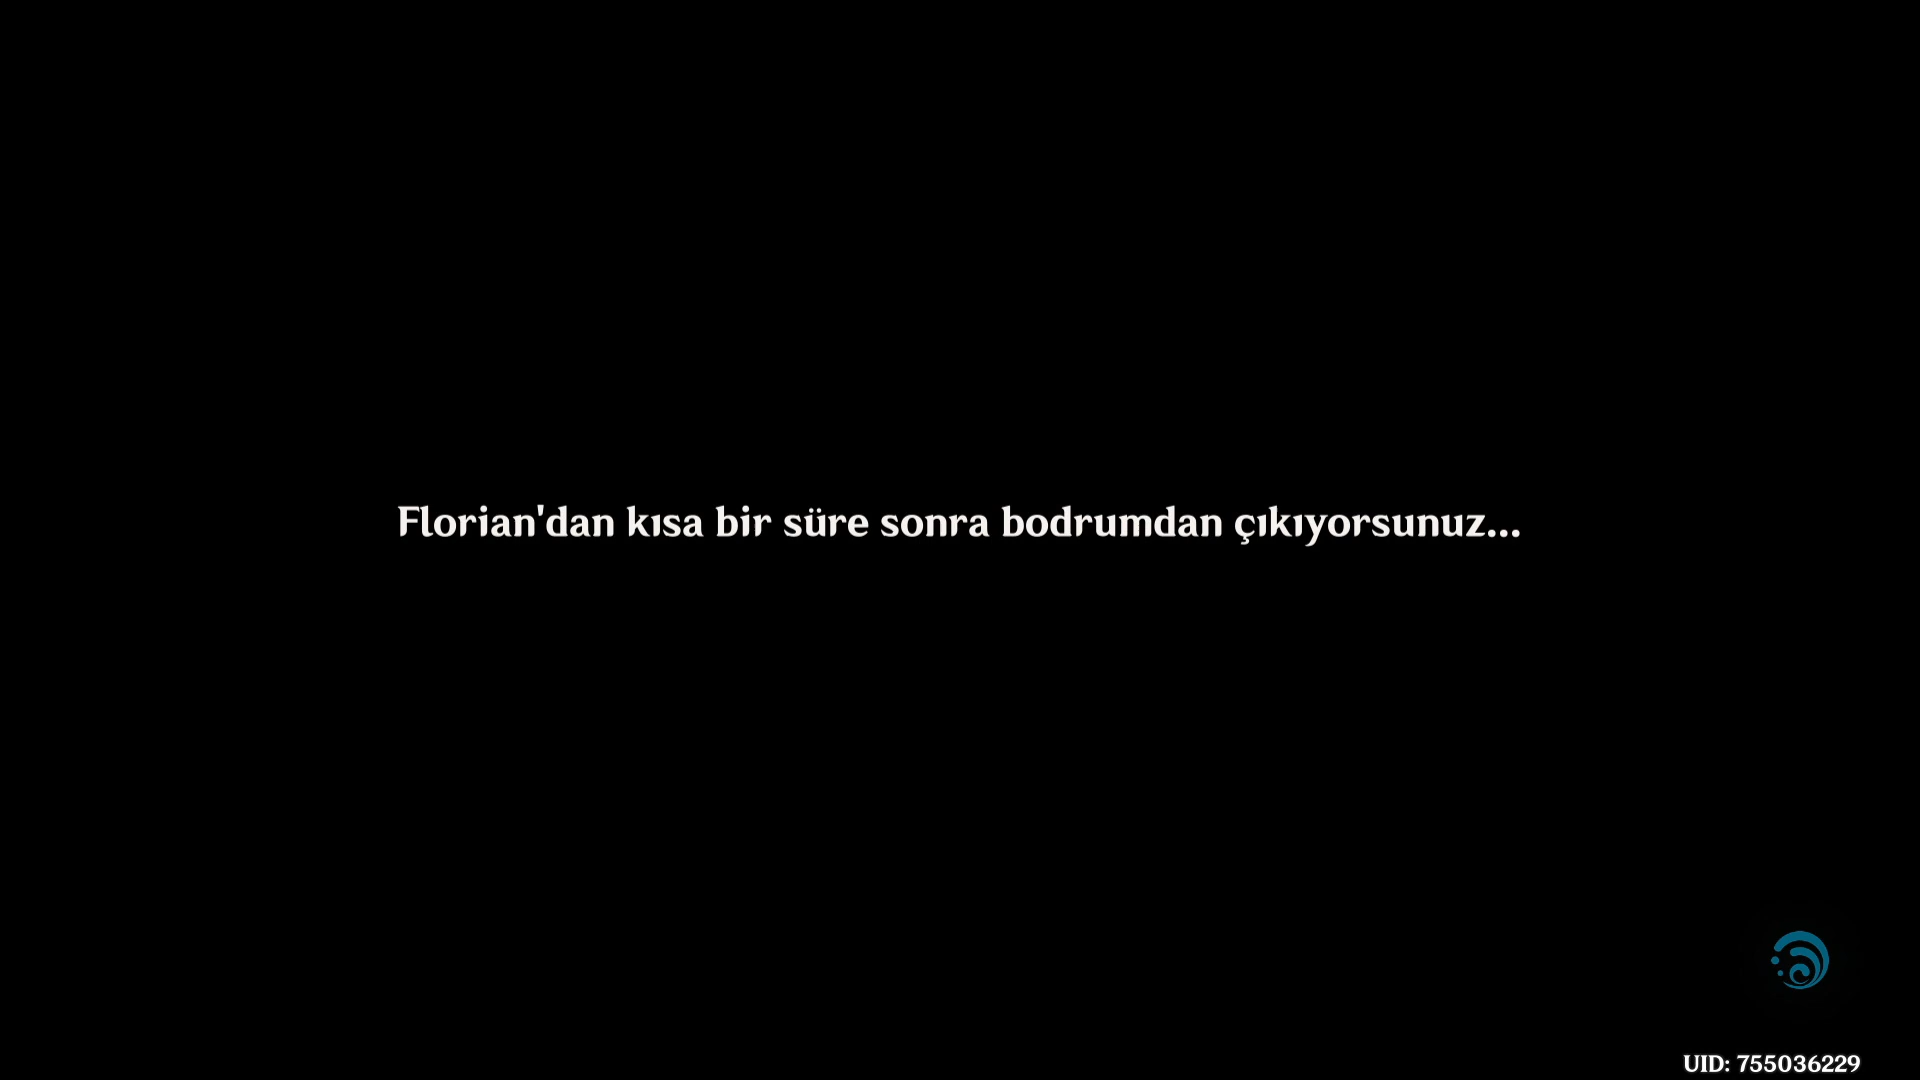 Florian'dan kısa bir süre sonra bodrumdan çıkıyorsunuz...
UID: 755036229